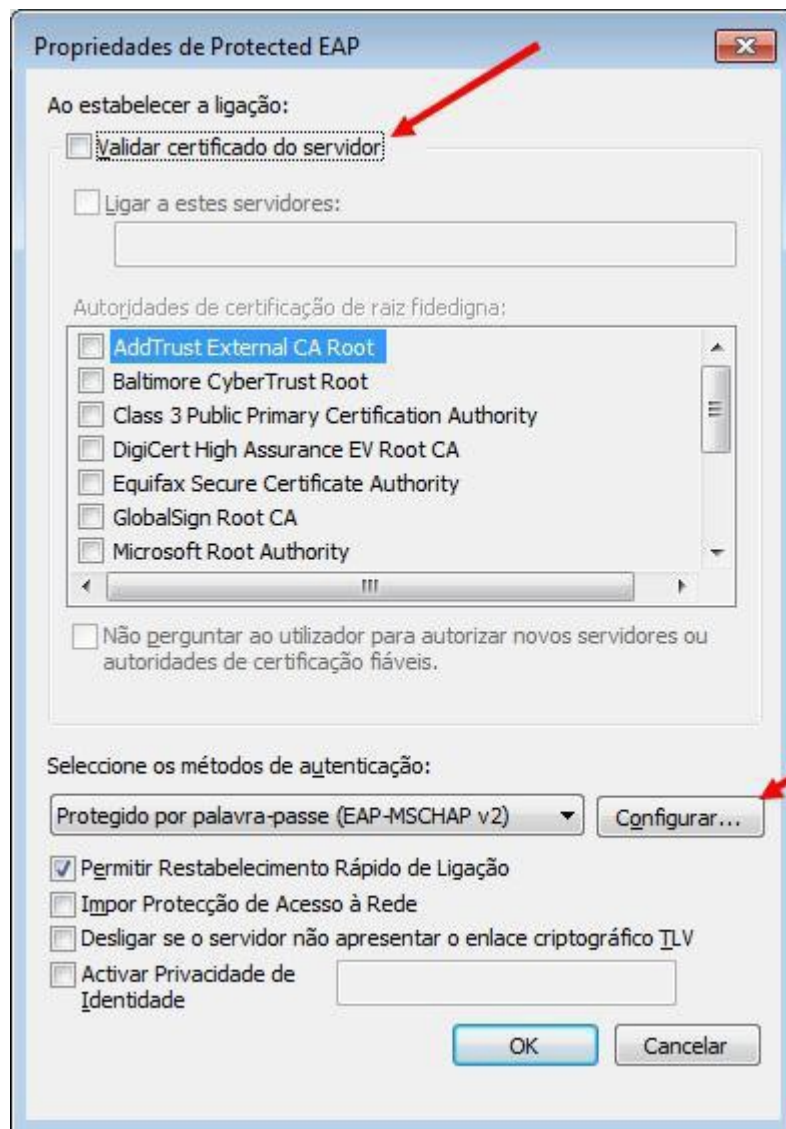 Propriedades de Protected EAP
Ao estabelecer a ligação:
Validar certificado do servidor
Ligar a estes servidores:
Autoridades de certificação de raiz fidedigna:
AddTrust External CA Root
Baltimore CyberTrust Root
Class 3 Public Primary Certification Authority
DigiCert High Assurance EV Root CA
Equifax Secure Certificate Authority
GlobalSign Root CA
Microsoft Root Authority
Não perguntar ao utilizador para autorizar novos servidores ou
autoridades de certificação fiáveis.
Seleccione os métodos de autenticação:
Protegido por palavra-passe (EAP-MSCHAP v2) Configurar...
Permitir Restabelecimento Rápido de Ligação
Impor Protecção de Acesso à Rede
Desligar se o servidor não apresentar o enlace criptográfico TLV
Activar Privacidade de
Identidade
OK Cancelar